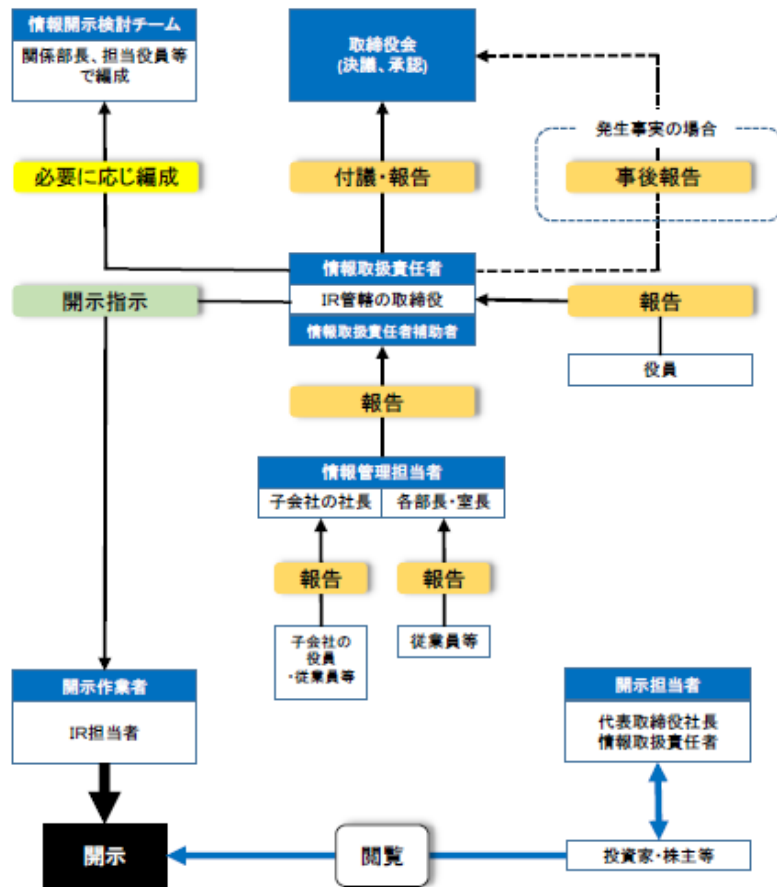 情報開示検討チーム
関係部長、担当役員等
で編成
取締役会
(決議、承認)
発生事実の場合
必要に応じ編成
付議・報告
事後報告
情報取扱責任者
IR管轄の取締役
情報取扱責任者補助者
開示指示
報告
役員
報告
情報管理担当者
子会社の社長
各部長・室長
報告
報告
子会社の
役員
・従業員等
従業員等
開示作業者
IR担当者
開示担当者
代表取締役社長
情報取扱責任者
開示
閲覧
投資家・株主等